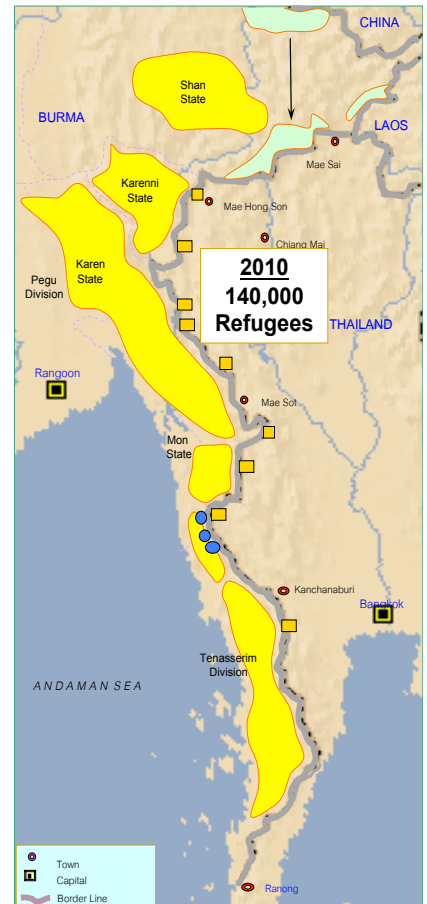 CHINA
Shan
State
BURMA
LAOS
Mae Sai
Karenni
State
Mae Hong Son
Chiang Mai
Karen
State
Pegu
Division
2010
140,000
Refugees
THAILAND
Rangoon
Mae Sot
Mon
State
Kanchanaburi
Bangkok
Tenasserim
Division
ANDAMAN SEA
Town
Capital
Border Line
Ranong